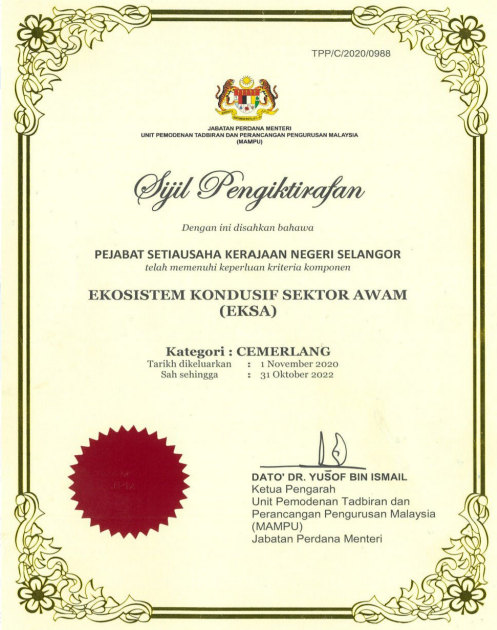 TPP/C/2020/0988
JABATAN PERDANA MENTERI
UNIT PEMODENAN TADBIRAN DAN PERANCANGAN PENGURUSAN MALAYSIA
(MAMPU)
Sijil Pengiktirafan
Dengan ini disahkan bahawa
PEJABAT SETIAUSAHA KERAJAAN NEGERI SELANGOR
telah memenuhi keperluan kriteria komponen
EKOSISTEM KONDUSIF SEKTOR AWAM
(EKSA)
Kategori : CEMERLANG
Tarikh dikeluarkan : 1 November 2020
Sah sehingga : 31 Oktober 2022
DATO' DR. YUSOF BIN ISMAIL
Ketua Pengarah
Unit Pemodenan Tadbiran dan
Perancangan Pengurusan Malaysia
(MAMPU)
Jabatan Perdana Menteri